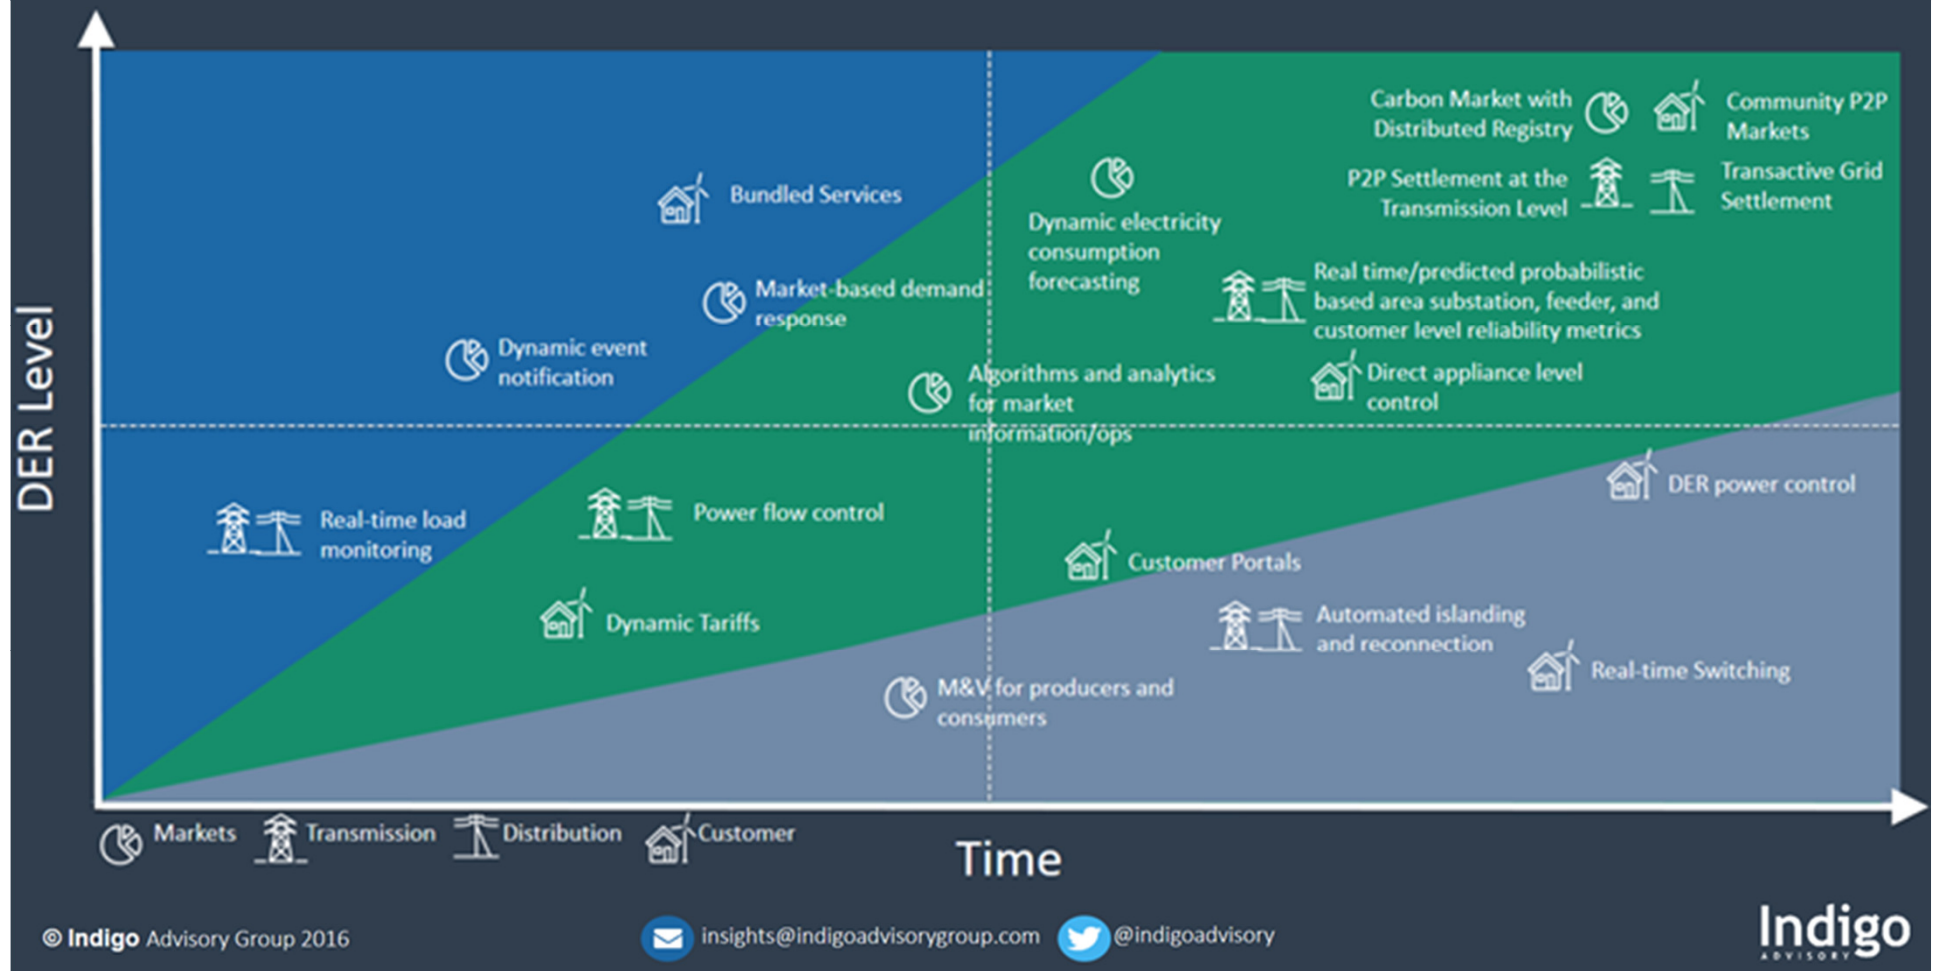 DER Level
Carbon Market with
Distributed Registry
Community P2P
Markets
P2P Settlement at the
Transmission Level
Transactive Grid
Settlement
Bundled Services
Dynamic electricity
consumption
forecasting
Market-based demand
response
Real time/predicted probabilistic
based area substation, feeder, and
customer level reliability metrics
Dynamic event
notification
Algorithms and analytics
for market
information/ops
Direct appliance level
control
Real-time load
monitoring
Power flow control
DER power control
Customer Portals
Dynamic Tariffs
Automated islanding
and reconnection
Real-time Switching
M&V for producers and
consumers
Markets
Transmission
Distribution
Customer
Time
© Indigo Advisory Group 2016
insights@indigoadvisorygroup.com
@indigoadvisory
Indigo
ADVISORY